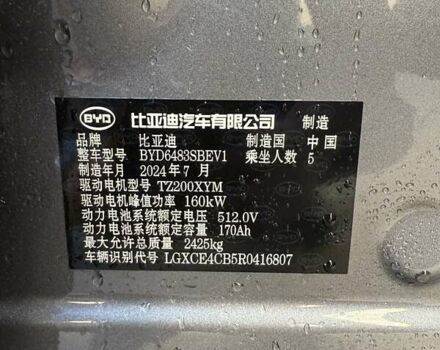 BYD 比亚迪汽车有限公司 制造
品牌 比亚迪 制造国 中国
整车型号 BYD6483SBEV1 乘坐人数 5
制造年月 2024年7月
驱动电机型号 TZ200XYM
驱动电机峰值功率 160kW
动力电池系统额定电压 512.0V
动力电池系统额定容量 170Ah
最大允许总质量 2425kg
车辆识别代号 LGXCE4CB5R0416807